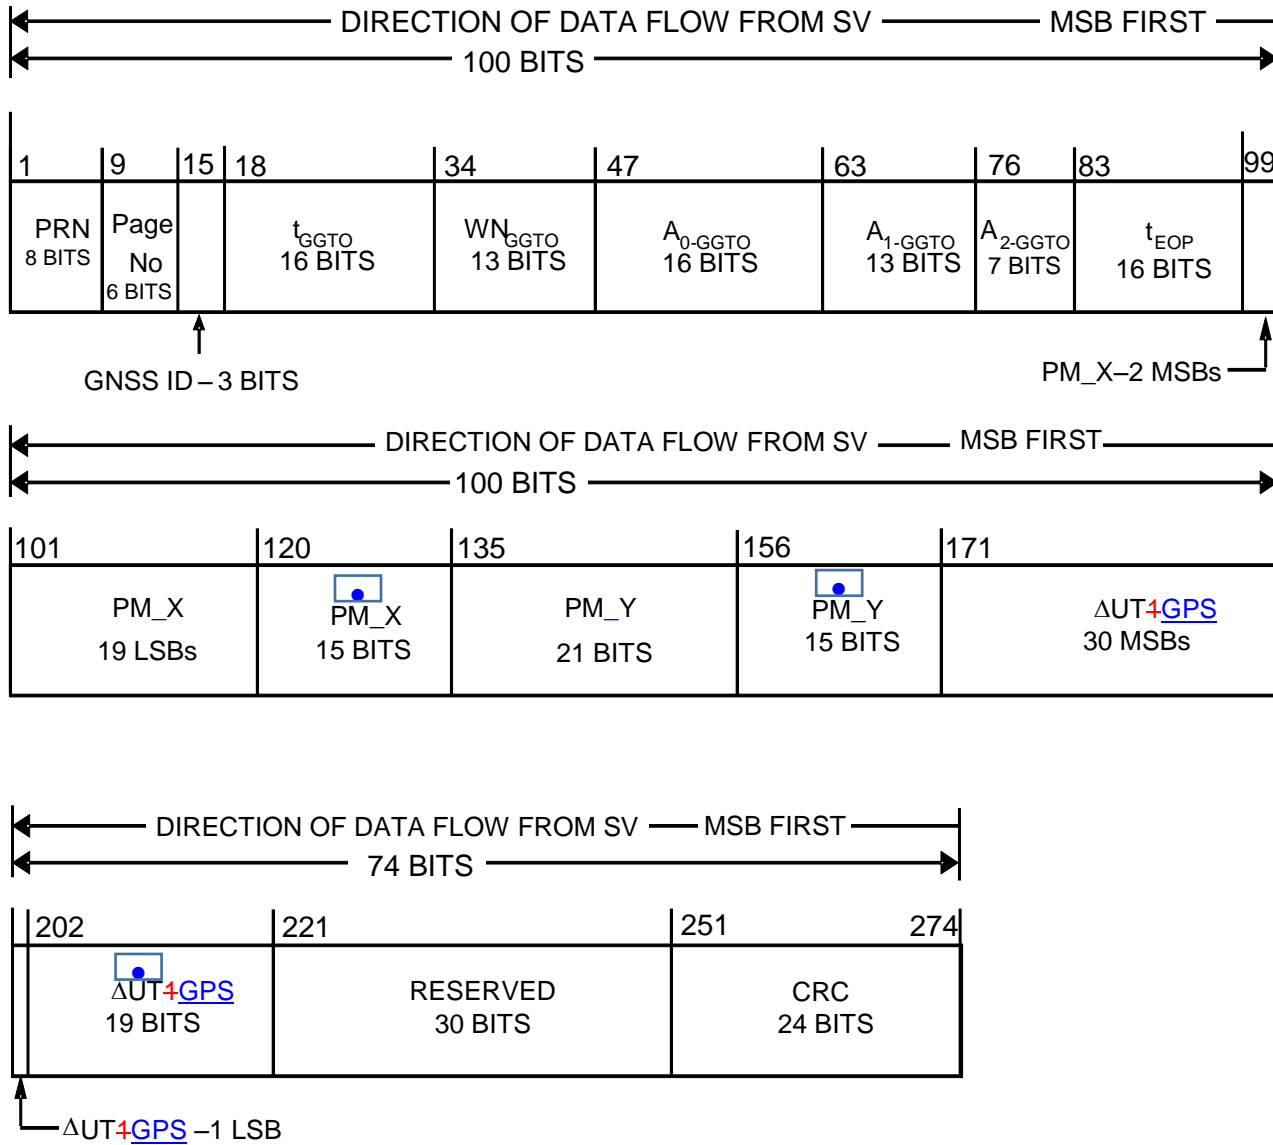 DIRECTION OF DATA FLOW FROM SV MSB FIRST
100 BITS
1 9 15 18 34 47 63 76 83 99
PRN
8 BITS
Page
No
6 BITS
tGGTO
16 BITS
WNGGTO
13 BITS
A0-GGTO
16 BITS
A1-GGTO
13 BITS
A2-GGTO
7 BITS
tEOP
16 BITS
GNSS ID – 3 BITS
PM_X–2 MSBs
DIRECTION OF DATA FLOW FROM SV MSB FIRST
100 BITS
101 120 135 156 171
PM_X
19 LSBs
•
PM_X
15 BITS
PM_Y
21 BITS
•
PM_Y
15 BITS
ΔUT1GPS
30 MSBs
DIRECTION OF DATA FLOW FROM SV MSB FIRST
74 BITS
202 221 251 274
•
ΔUT1GPS
19 BITS
RESERVED
30 BITS
CRC
24 BITS
ΔUT1GPS –1 LSB